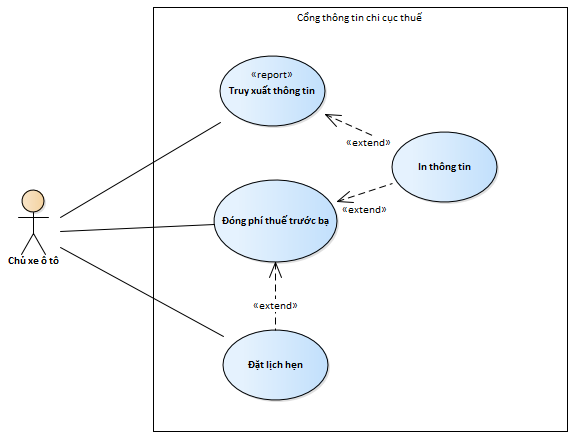 Cổng thông tin chi cục thuế
«report»
Truy xuất thông tin
«extend»
In thông tin
«extend»
Đóng phí thuế trước bạ
Chủ xe ô tô
«extend»
Đặt lịch hẹn